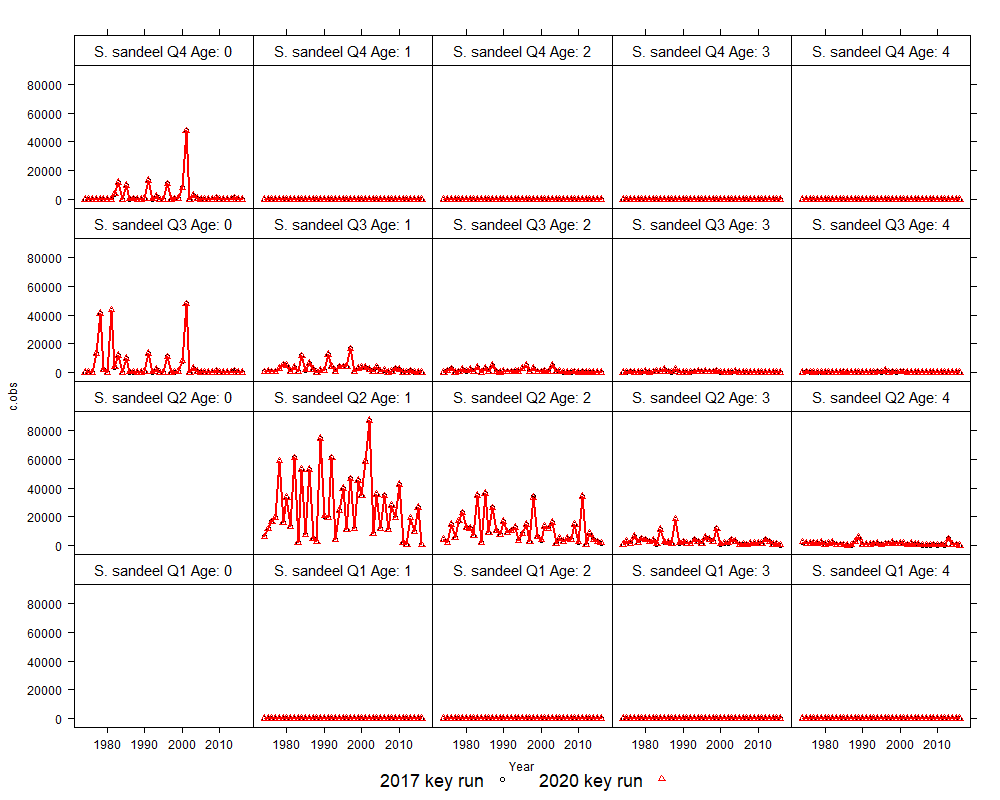 S. sandeel Q4 Age: 0 S. sandeel Q4 Age: 1 S. sandeel Q4 Age: 2 S. sandeel Q4 Age: 3 S. sandeel Q4 Age: 4
80000
60000
40000
20000
0
S. sandeel Q3 Age: 0 S. sandeel Q3 Age: 1 S. sandeel Q3 Age: 2 S. sandeel Q3 Age: 3 S. sandeel Q3 Age: 4
80000
60000
40000
20000
0
c.obs
S. sandeel Q2 Age: 0 S. sandeel Q2 Age: 1 S. sandeel Q2 Age: 2 S. sandeel Q2 Age: 3 S. sandeel Q2 Age: 4
80000
60000
40000
20000
0
S. sandeel Q1 Age: 0 S. sandeel Q1 Age: 1 S. sandeel Q1 Age: 2 S. sandeel Q1 Age: 3 S. sandeel Q1 Age: 4
80000
60000
40000
20000
0
1980 1990 2000 2010 1980 1990 2000 2010 1980 1990 2000 2010 1980 1990 2000 2010 1980 1990 2000 2010
Year
2017 key run 2020 key run